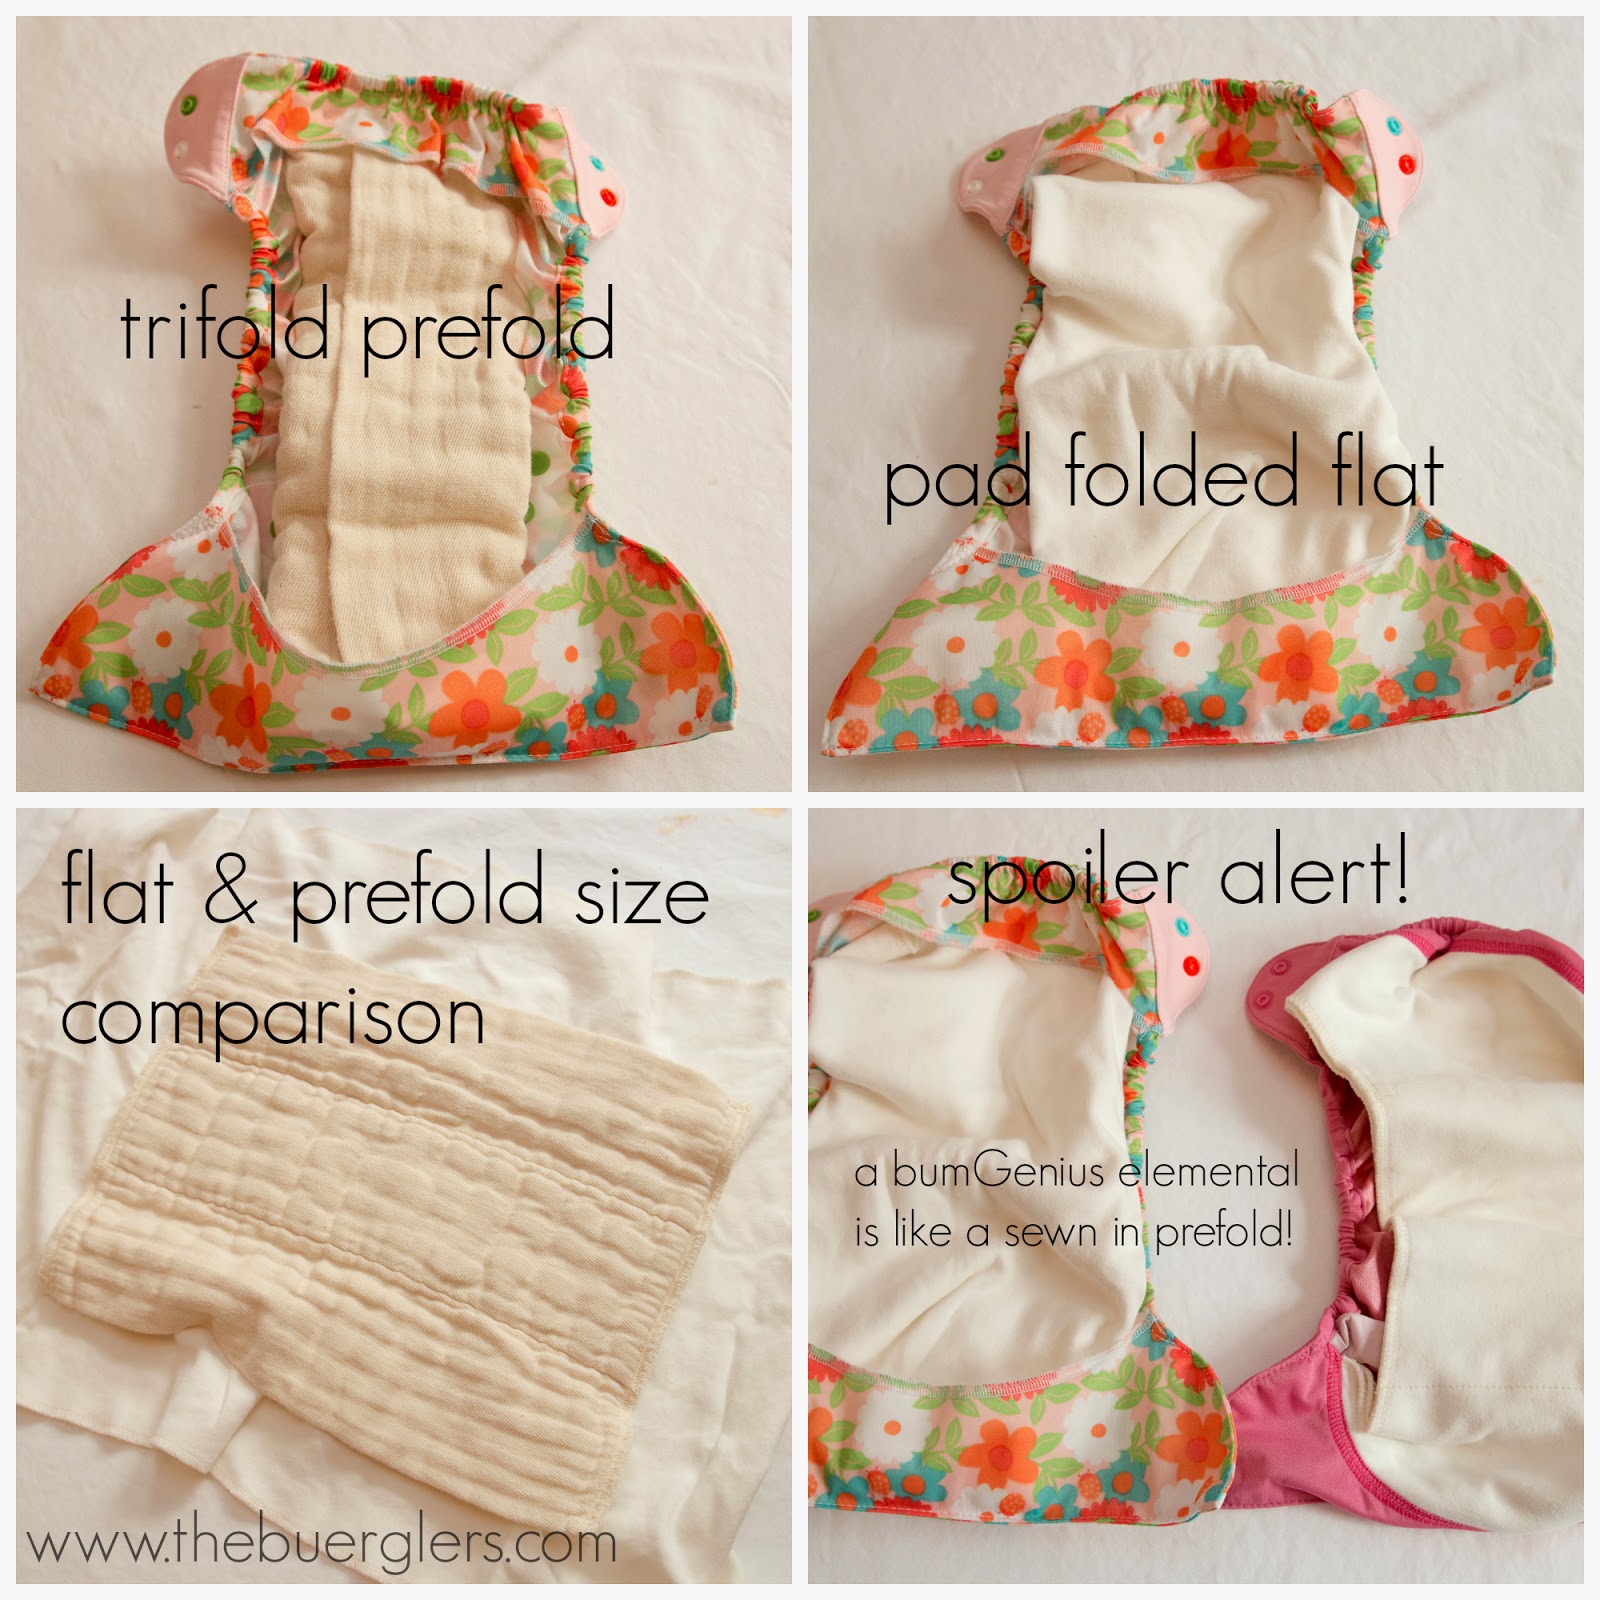 trifold prefold
pad folded flat
flat & prefold size
comparison
spoiler alert!
a bumGenius elemental
is like a sewn in prefold!
www.thebuerglers.com